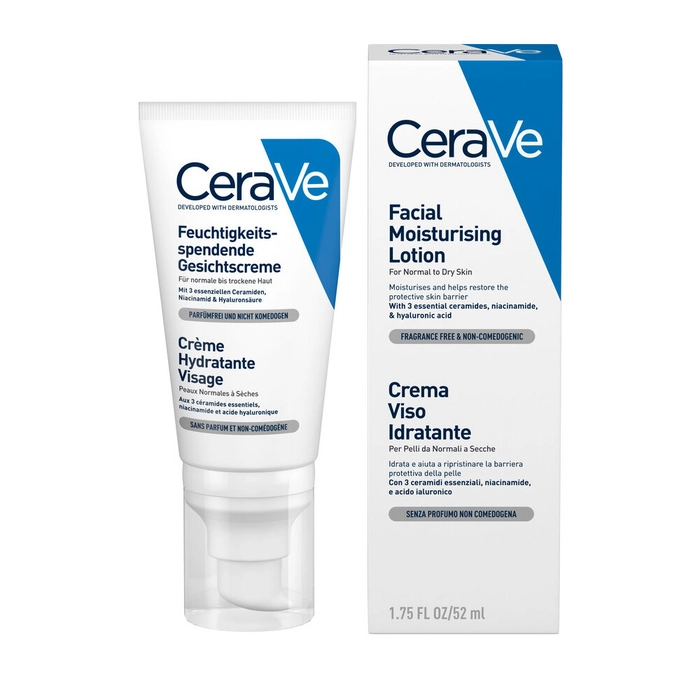 CeraVe
DEVELOPED WITH DERMATOLOGISTS
Feuchtigkeits-
spendende
Gesichtscreme
Für normale bis trockene Haut
Mit 3 essenziellen Ceramiden,
Niacinamid & Hyaluronsäure
PARFÜMFREI UND NICHT KOMEDOGEN
Crème
Hydratante
Visage
Peaux Normales à Sèches
Aux 3 céramides essentiels,
niacinamide et acide hyaluronique
SANS PARFUM ET NON-COMÉDOGÈNE
CeraVe
CeraVe
DEVELOPED WITH DERMATOLOGISTS
Facial
Moisturising
Lotion
For Normal to Dry Skin
Moisturises and helps restore the
protective skin barrier
With 3 essential ceramides, niacinamide,
& hyaluronic acid
FRAGRANCE FREE & NON-COMEDOGENIC
Crema
Viso
Idratante
Per Pelli da Normali a Secche
Idrata e aiuta a ripristinare la barriera
protettiva della pelle
Con 3 ceramidi essenziali, niacinamide,
e acido ialuronico
SENZA PROFUMO NON COMEDOGENA
1.75 FL OZ/52 ml